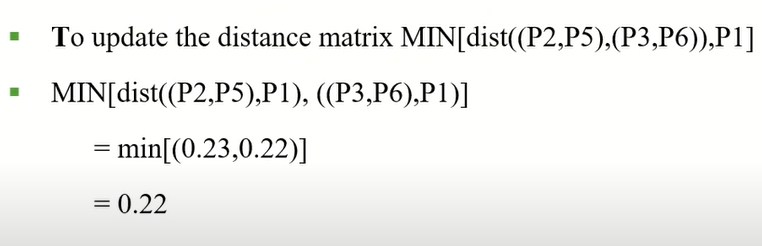 To update the distance matrix MIN[dist((P2,P5),(P3,P6)),P1]
MIN[dist((P2,P5),P1), ((P3,P6),P1)]
= min[(0.23,0.22)]
= 0.22